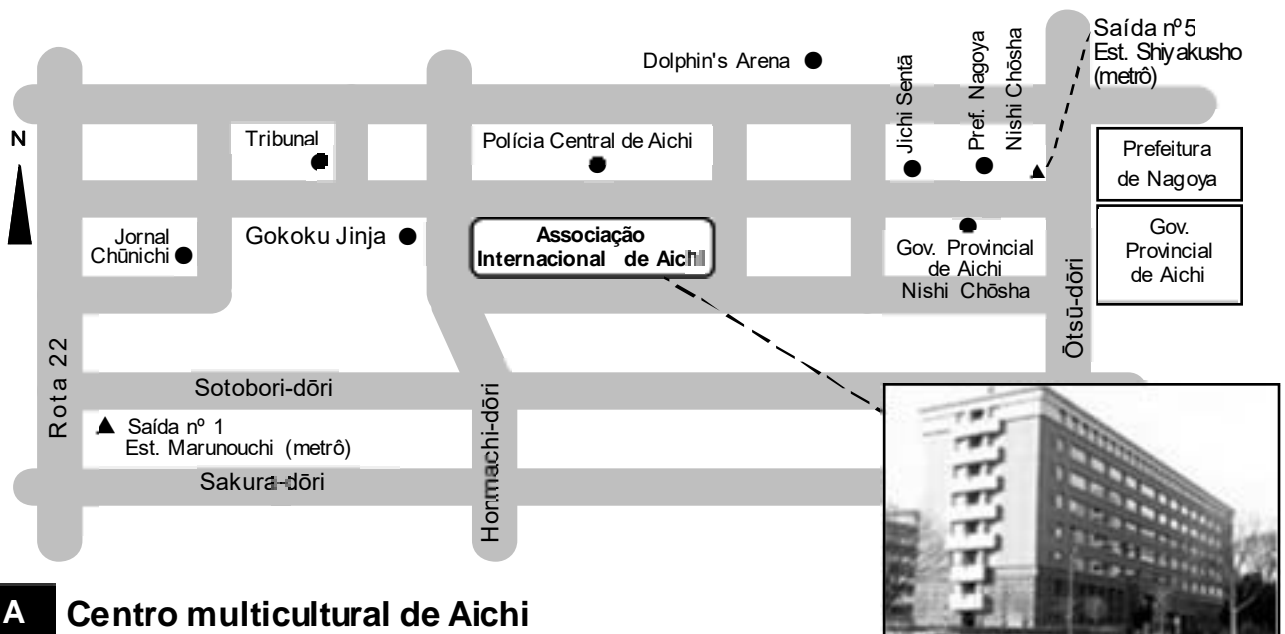 Saída nº5
Est. Shiyakusho
(metrô)
Dolphin's Arena
Jichi Sentā
Pref. Nagoya
Nishi Chōsha
N
Tribunal
Polícia Central de Aichi
Prefeitura
de Nagoya
Jornal
Chūnichi
Gokoku Jinja
Associação
Internacional de Aichi
Gov. Provincial
de Aichi
Nishi Chōsha
Gov.
Provincial
de Aichi
Ōtsū-dōri
Rota 22
Sotobori-dōri
Honmachi-dōri
Saída nº 1
Est. Marunouchi (metrô)
Sakura-dōri
A Centro multicultural de Aichi